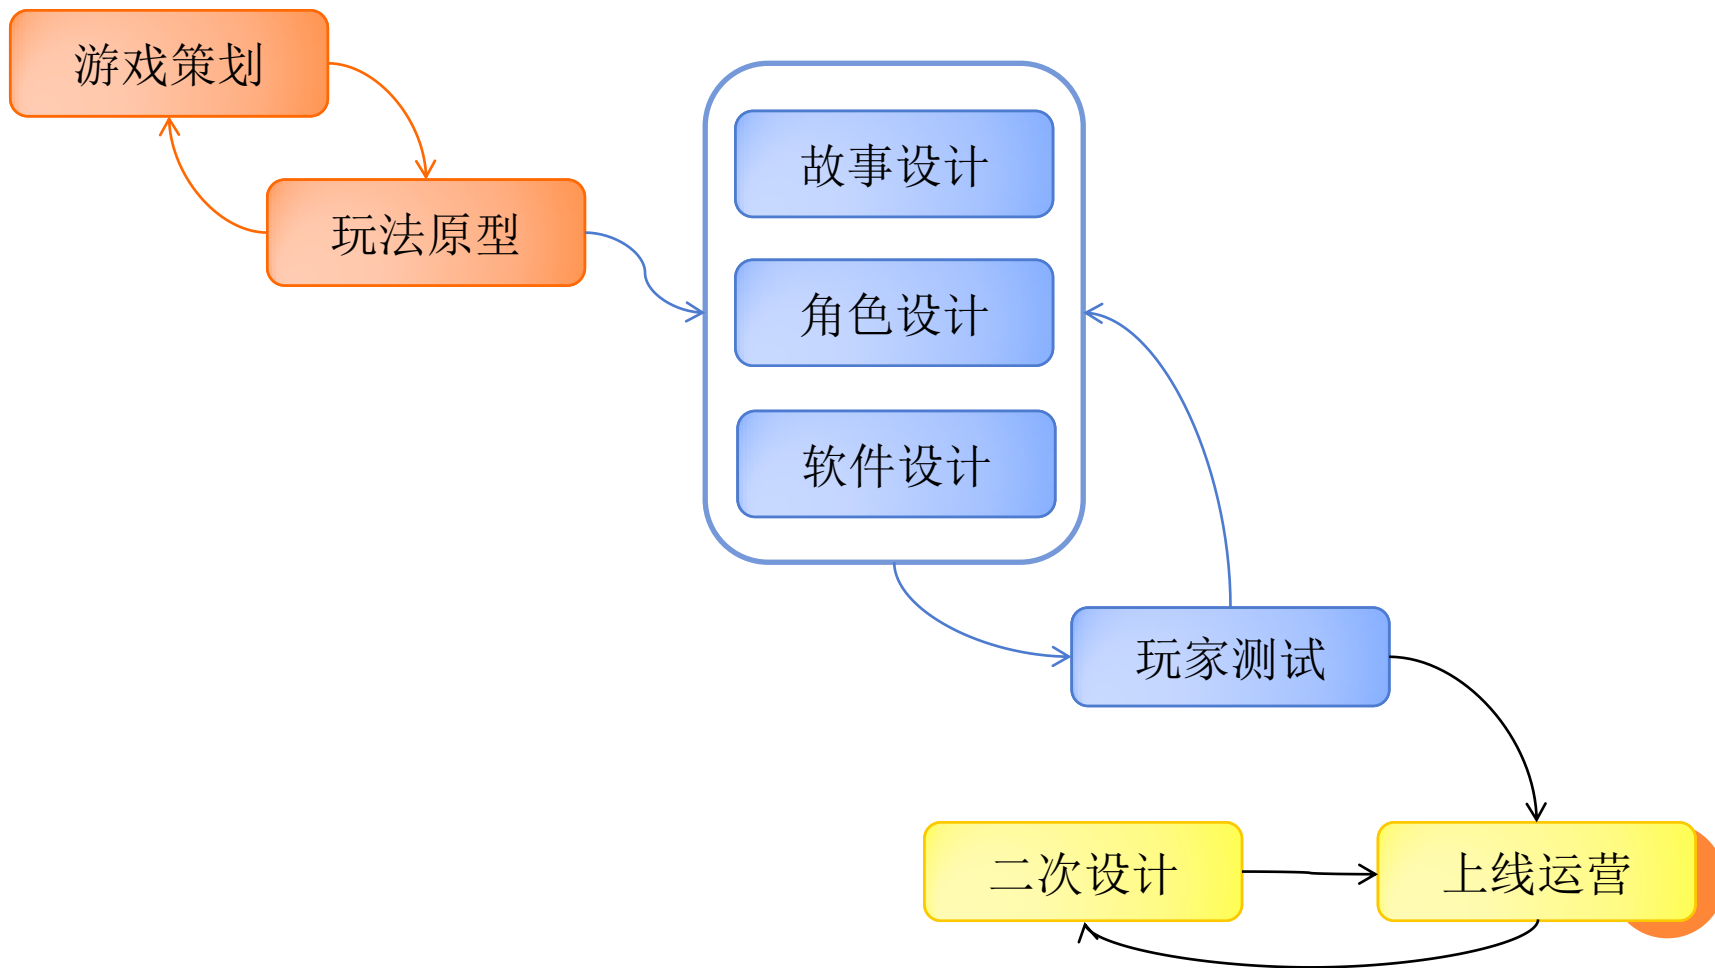 游戏策划
玩法原型
故事设计
角色设计
软件设计
玩家测试
二次设计
上线运营